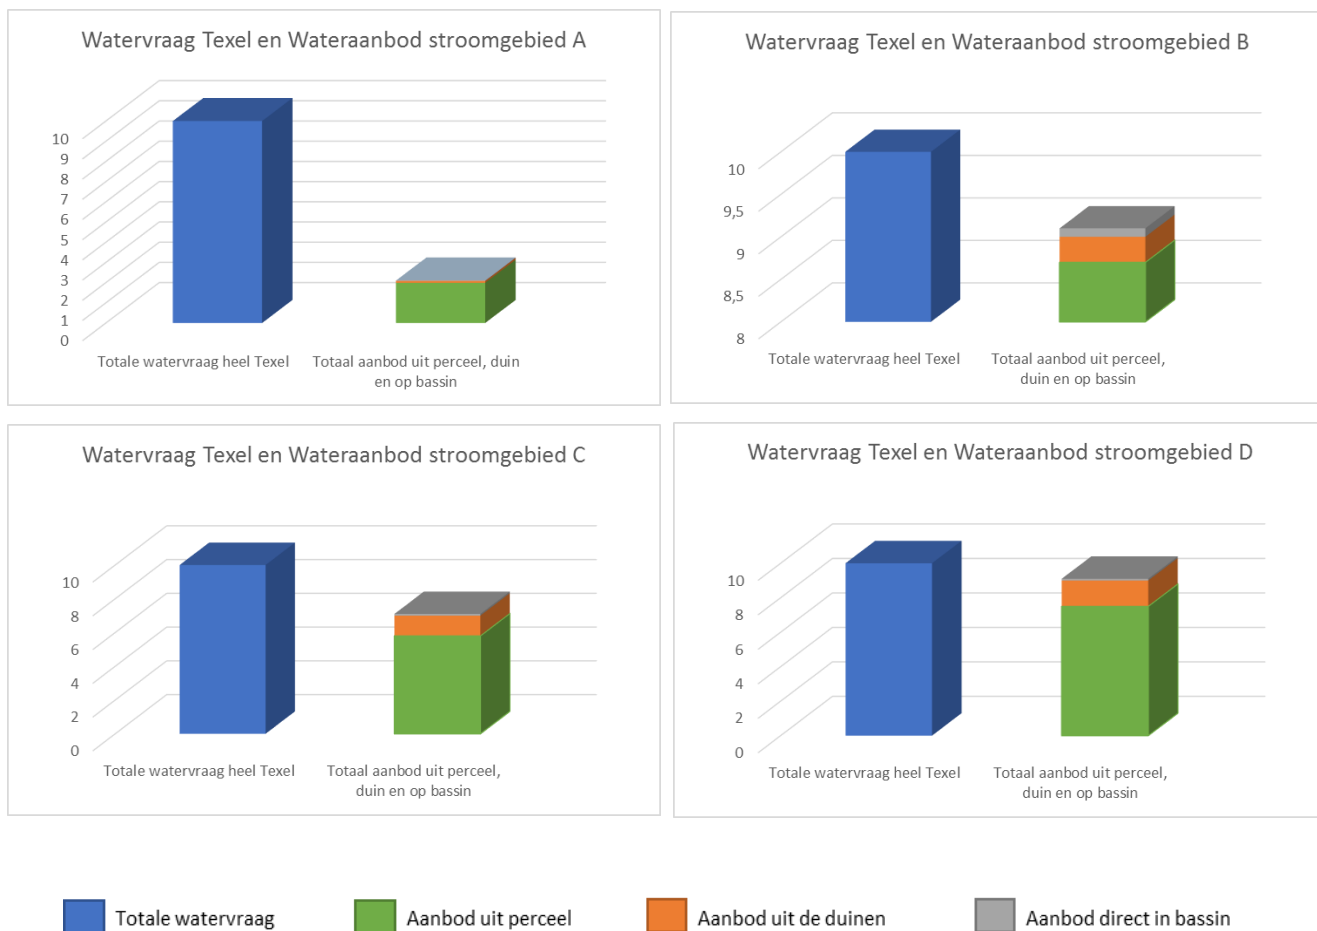 Watervraag Texel en Wateraanbod stroomgebied A
10
9
8
7
6
5
4
3
2
1
0
Totale watervraag heel Texel
Totaal aanbod uit perceel, duin
en op bassin
Watervraag Texel en Wateraanbod stroomgebied B
10
9,5
9
8,5
8
Totale watervraag heel Texel
Totaal aanbod uit perceel,
duin en op bassin
Watervraag Texel en Wateraanbod stroomgebied C
10
8
6
4
2
0
Totale watervraag heel Texel
Totaal aanbod uit perceel,
duin en op bassin
Watervraag Texel en Wateraanbod stroomgebied D
10
8
6
4
2
0
Totale watervraag heel Texel
Totaal aanbod uit perceel,
duin en op bassin
Totale watervraag
Aanbod uit perceel
Aanbod uit de duinen
Aanbod direct in bassin